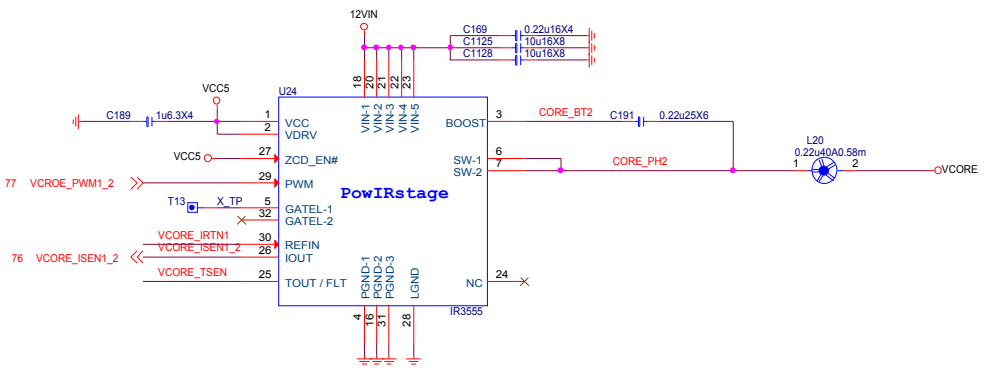 12VIN
C169 0.22u16X4
C1125 10u16X8
C1128 10u16X8
18 20 21 22 23
VCC5
U24
C189 1u6.3X4
1 VCC
2 VDRV
VIN-1 VIN-2 VIN-3 VIN-4 VIN-5
BOOST 3 CORE_BT2 C191 0.22u25X6
L20
0.22u40A0.58m
VCC5 27 ZCD_EN#
SW-1 6
SW-2 7 CORE_PH2 1 2 VCORE
77 VCROE_PWM1_2 29 PWM
PowIRstage
T13 X_TP 5 GATEL-1
32 GATEL-2
VCORE_IRTN1 30 REFIN
76 VCORE_ISEN1_2 VCORE_ISEN1_2 26 IOUT
VCORE_TSEN 25 TOUT / FLT
PGND-1 PGND-2 PGND-3 LGND
NC 24
IR3555
4 16 31 28